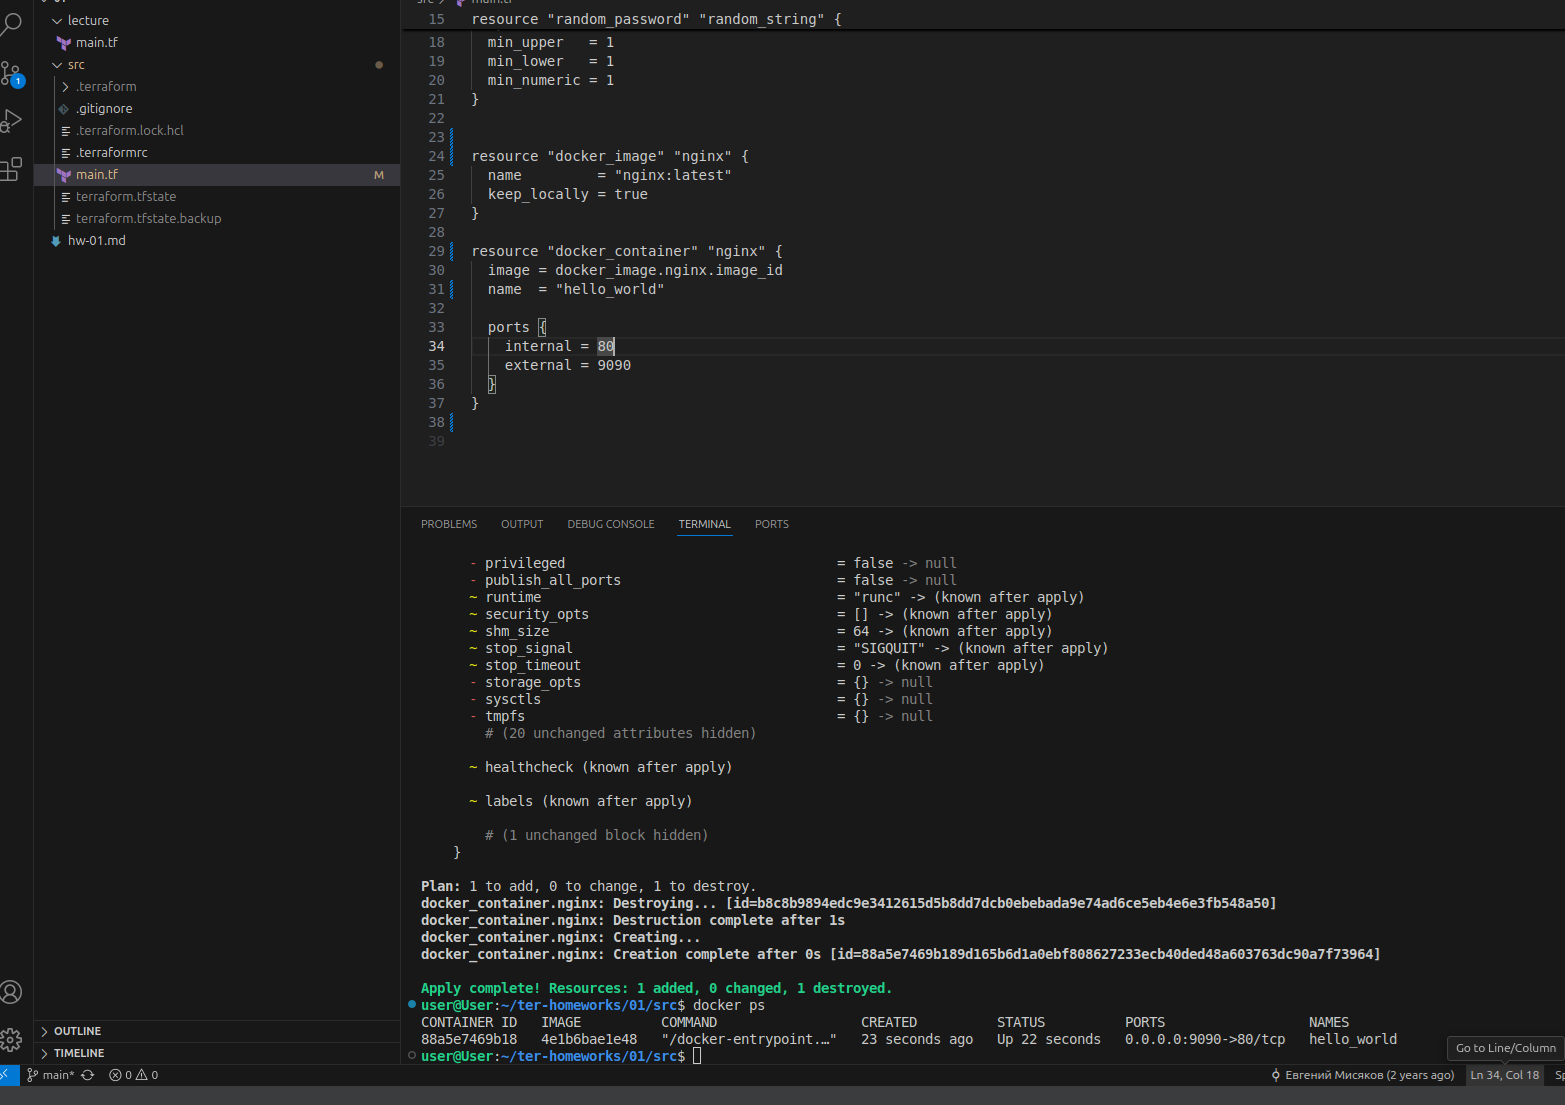 lecture
main.tf
src
.terraform
.gitignore
.terraform.lock.hcl
.terraformrc
main.tf M
terraform.tfstate
terraform.tfstate.backup
hw-01.md
1
OUTLINE
TIMELINE
15 resource "random_password" "random_string" {
18 min_upper = 1
19 min_lower = 1
20 min_numeric = 1
21 }
22
23
24 resource "docker_image" "nginx" {
25 name = "nginx:latest"
26 keep_locally = true
27 }
28
29 resource "docker_container" "nginx" {
30 image = docker_image.nginx.image_id
31 name = "hello_world"
32
33 ports {
34 internal = 80
35 external = 9090
36 }
37 }
38
39
PROBLEMS OUTPUT DEBUG CONSOLE TERMINAL PORTS
- privileged = false -> null
- publish_all_ports = false -> null
~ runtime = "runc" -> (known after apply)
~ security_opts = [] -> (known after apply)
~ shm_size = 64 -> (known after apply)
~ stop_signal = "SIGQUIT" -> (known after apply)
~ stop_timeout = 0 -> (known after apply)
- storage_opts = {} -> null
- sysctls = {} -> null
- tmpfs = {} -> null
# (20 unchanged attributes hidden)
~ healthcheck (known after apply)
~ labels (known after apply)
# (1 unchanged block hidden)
}
Plan: 1 to add, 0 to change, 1 to destroy.
docker_container.nginx: Destroying... [id=b8c8b9894edc9e3412615d5b8dd7dcb0ebebada9e74ad6ce5eb4e6e3fb548a50]
docker_container.nginx: Destruction complete after 1s
docker_container.nginx: Creating...
docker_container.nginx: Creation complete after 0s [id=88a5e7469b189d165b6d1a0ebf808627233ecb40ded48a603763dc90a7f73964]
Apply complete! Resources: 1 added, 0 changed, 1 destroyed.
user@User:~/ter-homeworks/01/src$ docker ps
CONTAINER ID IMAGE COMMAND CREATED STATUS PORTS NAMES
88a5e7469b18 4e1b6bae1e48 "/docker-entrypoint.…" 23 seconds ago Up 22 seconds 0.0.0.0:9090->80/tcp hello_world
user@User:~/ter-homeworks/01/src$
Go to Line/Column
main* 0 0 Евгений Мисяков (2 years ago) Ln 34, Col 18